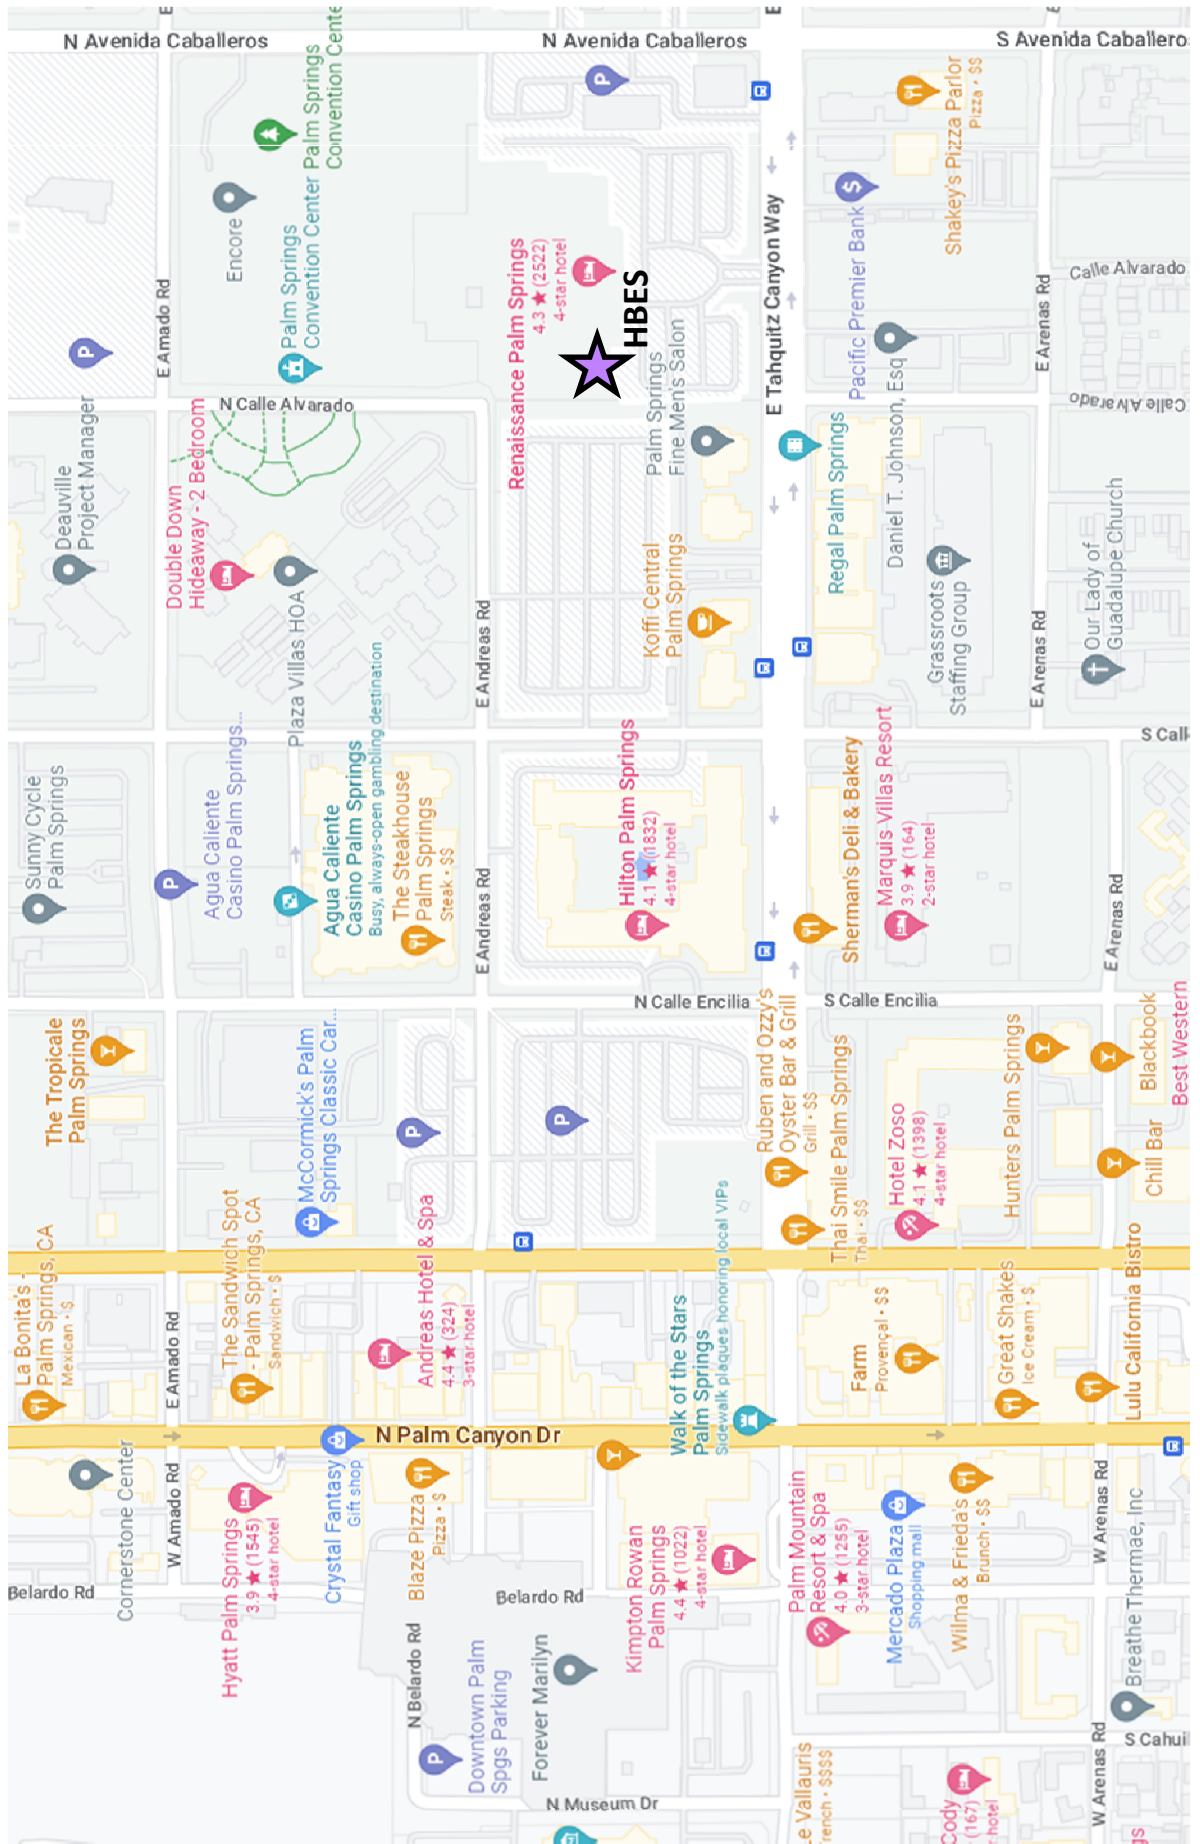 N Avenida Caballeros
N Avenida Caballeros
S Avenida Caballero
Palm Springs
Convention Cente
Encore
Palm Springs
Convention Center
E Amado Rd
N Calle Alvarado
Renaissance Palm Springs
4.3 ★ (2522)
4-star hotel
HBES
Palm Springs
Fine Men's Salon
E Tahquitz Canyon Way
Pacific Premier Bank
Shakey's Pizza Parlor
Pizza • $$
Calle Alvarado
E Arenas Rd
Calle Alvarado
Deauville
Project Manager
Double Down
Hideaway - 2 Bedroom
Plaza Villas HOA
E Andreas Rd
Koffi Central
Palm Springs
Regal Palm Springs
Daniel T. Johnson, Esq
Grassroots
Staffing Group
E Arenas Rd
Our Lady of
Guadalupe Church
S Call
Sunny Cycle
Palm Springs
Agua Caliente
Casino Palm Springs...
Agua Caliente
Casino Palm Springs
Busy, always-open gambling destination
The Steakhouse
Palm Springs
Steak • $$
E Andreas Rd
Hilton Palm Springs
4.1 ★ (1832)
4-star hotel
Sherman's Deli & Bakery
Marquis Villas Resort
3.9 ★ (164)
2-star hotel
E Arenas Rd
N Calle Encilia
S Calle Encilia
The Tropicale
Palm Springs
McCormick's Palm
Springs Classic Car...
Ruben and Ozzy's
Oyster Bar & Grill
Grill • $$
Thai Smile Palm Springs
Thai • $$
Hotel Zoso
4.1 ★ (1398)
4-star hotel
Hunters Palm Springs
Blackbook
Best Western
Chill Bar
La Bonita's -
Palm Springs, CA
Mexican • $
E Amado Rd
The Sandwich Spot
- Palm Springs, CA
Sandwich • $
Andreas Hotel & Spa
4.4 ★ (324)
3-star hotel
Walk of the Stars
Palm Springs
Sidewalk plaques honoring local VIPs
Farm
Provençal • $$
Great Shakes
Ice Cream • $
Lulu California Bistro
N Palm Canyon Dr
Cornerstone Center
W Amado Rd
Hyatt Palm Springs
3.9 ★ (1545)
4-star hotel
Crystal Fantasy
Gift shop
Blaze Pizza
Pizza • $
Kimpton Rowan
Palm Springs
4.4 ★ (1022)
4-star hotel
Palm Mountain
Resort & Spa
4.0 ★ (1255)
3-star hotel
Mercado Plaza
Shopping mall
Wilma & Frieda's
Brunch • $$
W Arenas Rd
Breathe Thermae, Inc
Belardo Rd
Belardo Rd
N Belardo Rd
Downtown Palm
Spgs Parking
Forever Marilyn
N Museum Dr
Le Vallauris
French • $$$$
Cody
(167)
hotel
W Arenas Rd
S Cahuil
gs